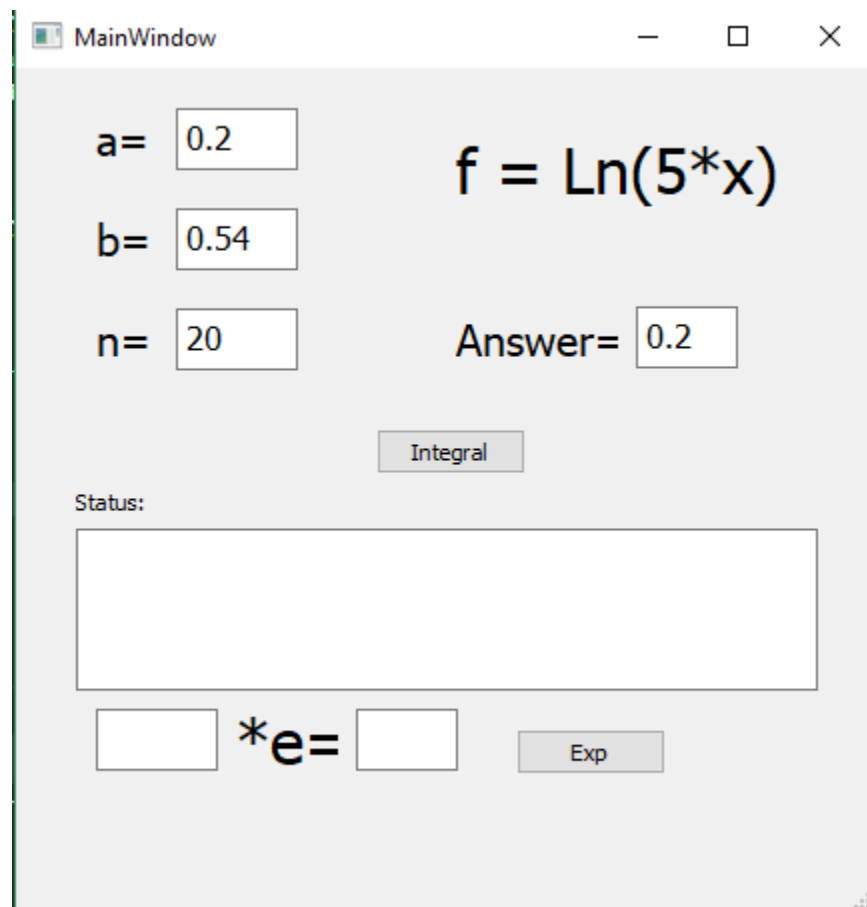 MainWindow
a= 0.2
f = Ln(5*x)
b= 0.54
n= 20
Answer= 0.2
Integral
Status:
*e=
Exp